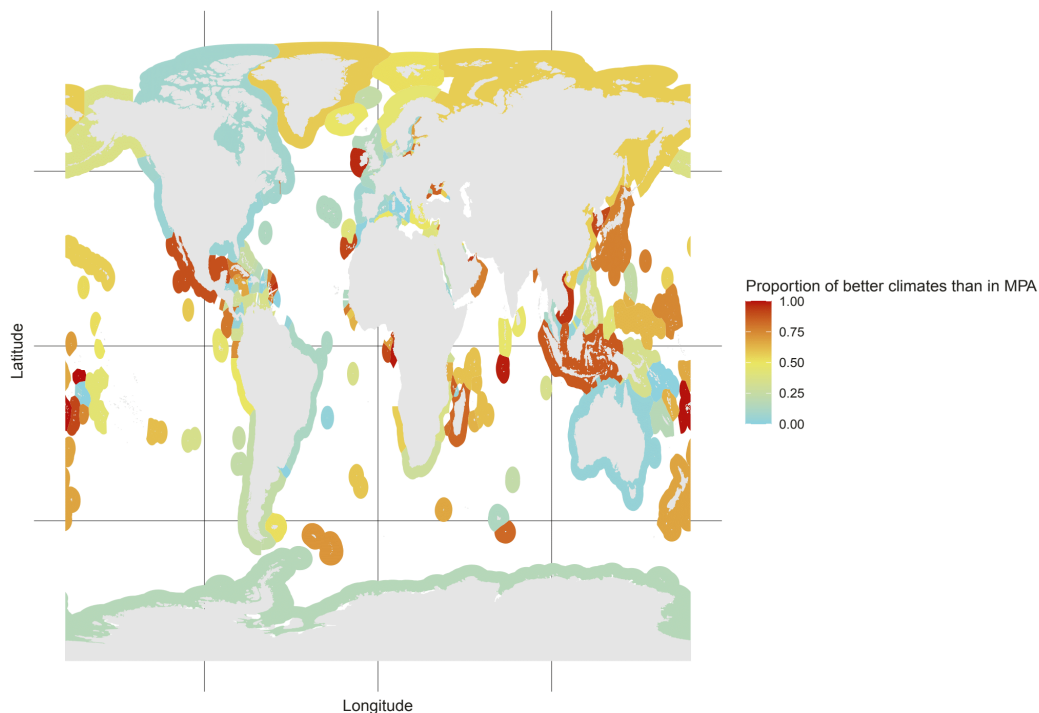 Proportion of better climates than in MPA
1.00
0.75
0.50
0.25
0.00
Latitude
Longitude